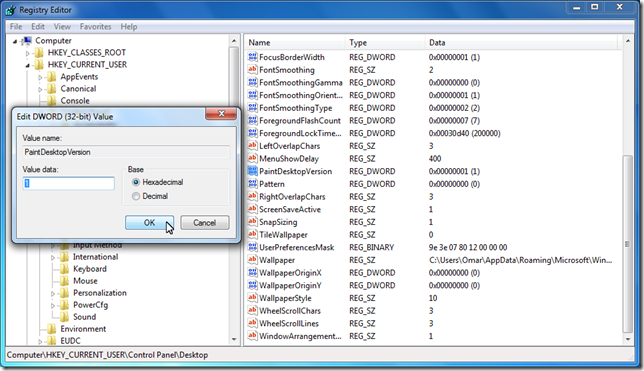 Registry Editor
File Edit View Favorites Help
Computer
HKEY_CLASSES_ROOT
HKEY_CURRENT_USER
AppEvents
Canonical
Console
Edit DWORD (32-bit) Value
Value name:
PaintDesktopVersion
Value data:
1
Base
Hexadecimal
Decimal
OK
Cancel
Input Method
International
Keyboard
Mouse
Personalization
PowerCfg
Sound
Environment
EUDC
Name Type Data
FocusBorderWidth REG_DWORD 0x00000001 (1)
FontSmoothing REG_SZ 2
FontSmoothingGamma REG_DWORD 0x00000000 (0)
FontSmoothingOrient... REG_DWORD 0x00000001 (1)
FontSmoothingType REG_DWORD 0x00000002 (2)
ForegroundFlashCount REG_DWORD 0x00000007 (7)
ForegroundLockTime... REG_DWORD 0x00030d40 (200000)
LeftOverlapChars REG_SZ 3
MenuShowDelay REG_SZ 400
PaintDesktopVersion REG_DWORD 0x00000001 (1)
Pattern REG_DWORD 0x00000000 (0)
RightOverlapChars REG_SZ 3
ScreenSaveActive REG_SZ 1
SnapSizing REG_SZ 1
TileWallpaper REG_SZ 0
UserPreferencesMask REG_BINARY 9e 3e 07 80 12 00 00 00
Wallpaper REG_SZ C:\Users\Omar\AppData\Roaming\Microsoft\Win...
WallpaperOriginX REG_DWORD 0x00000000 (0)
WallpaperOriginY REG_DWORD 0x00000000 (0)
WallpaperStyle REG_SZ 10
WheelScrollChars REG_SZ 3
WheelScrollLines REG_SZ 3
WindowArrangement... REG_SZ 1
Computer\HKEY_CURRENT_USER\Control Panel\Desktop